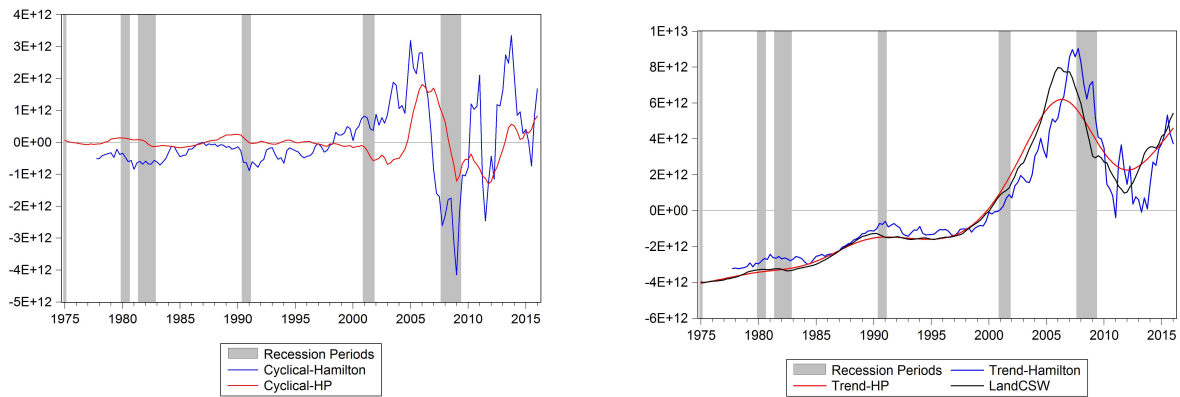 4E+12
3E+12
2E+12
1E+12
0E+00
-1E+12
-2E+12
-3E+12
-4E+12
-5E+12
1975 1980 1985 1990 1995 2000 2005 2010 2015
Recession Periods
Cyclical-Hamilton
Cyclical-HP
1E+13
8E+12
6E+12
4E+12
2E+12
0E+00
-2E+12
-4E+12
-6E+12
1975 1980 1985 1990 1995 2000 2005 2010 2015
Recession Periods Trend-Hamilton
Trend-HP LandCSW